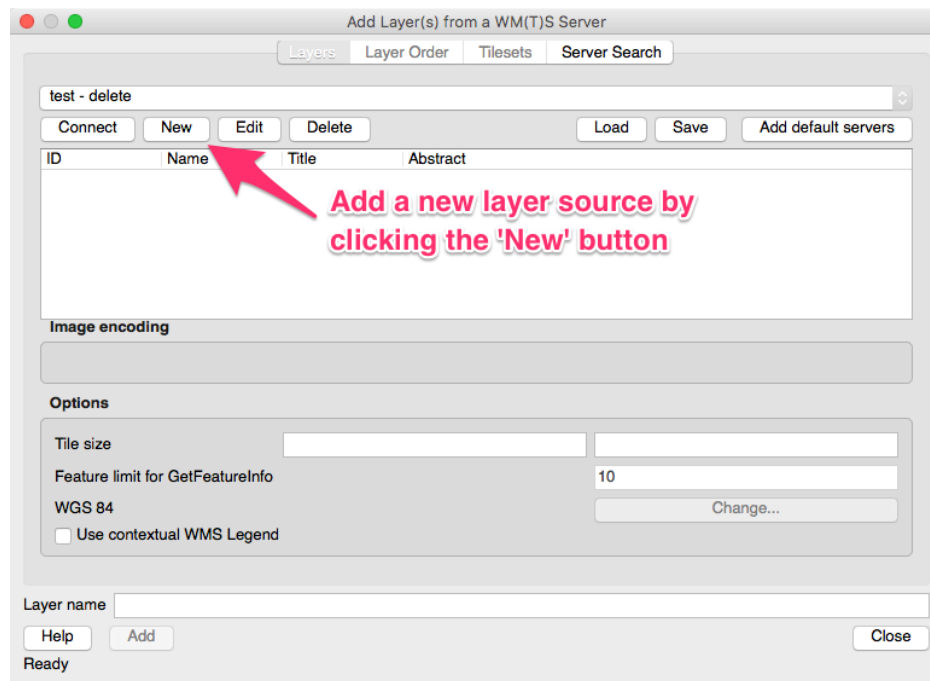 Add Layer(s) from a WM(T)S Server
Layers Layer Order Tilesets Server Search
test - delete
Connect New Edit Delete Load Save Add default servers
ID Name Title Abstract
Add a new layer source by
clicking the 'New' button
Image encoding
Options
Tile size
Feature limit for GetFeatureInfo 10
WGS 84 Change...
Use contextual WMS Legend
Layer name
Help Add Close
Ready